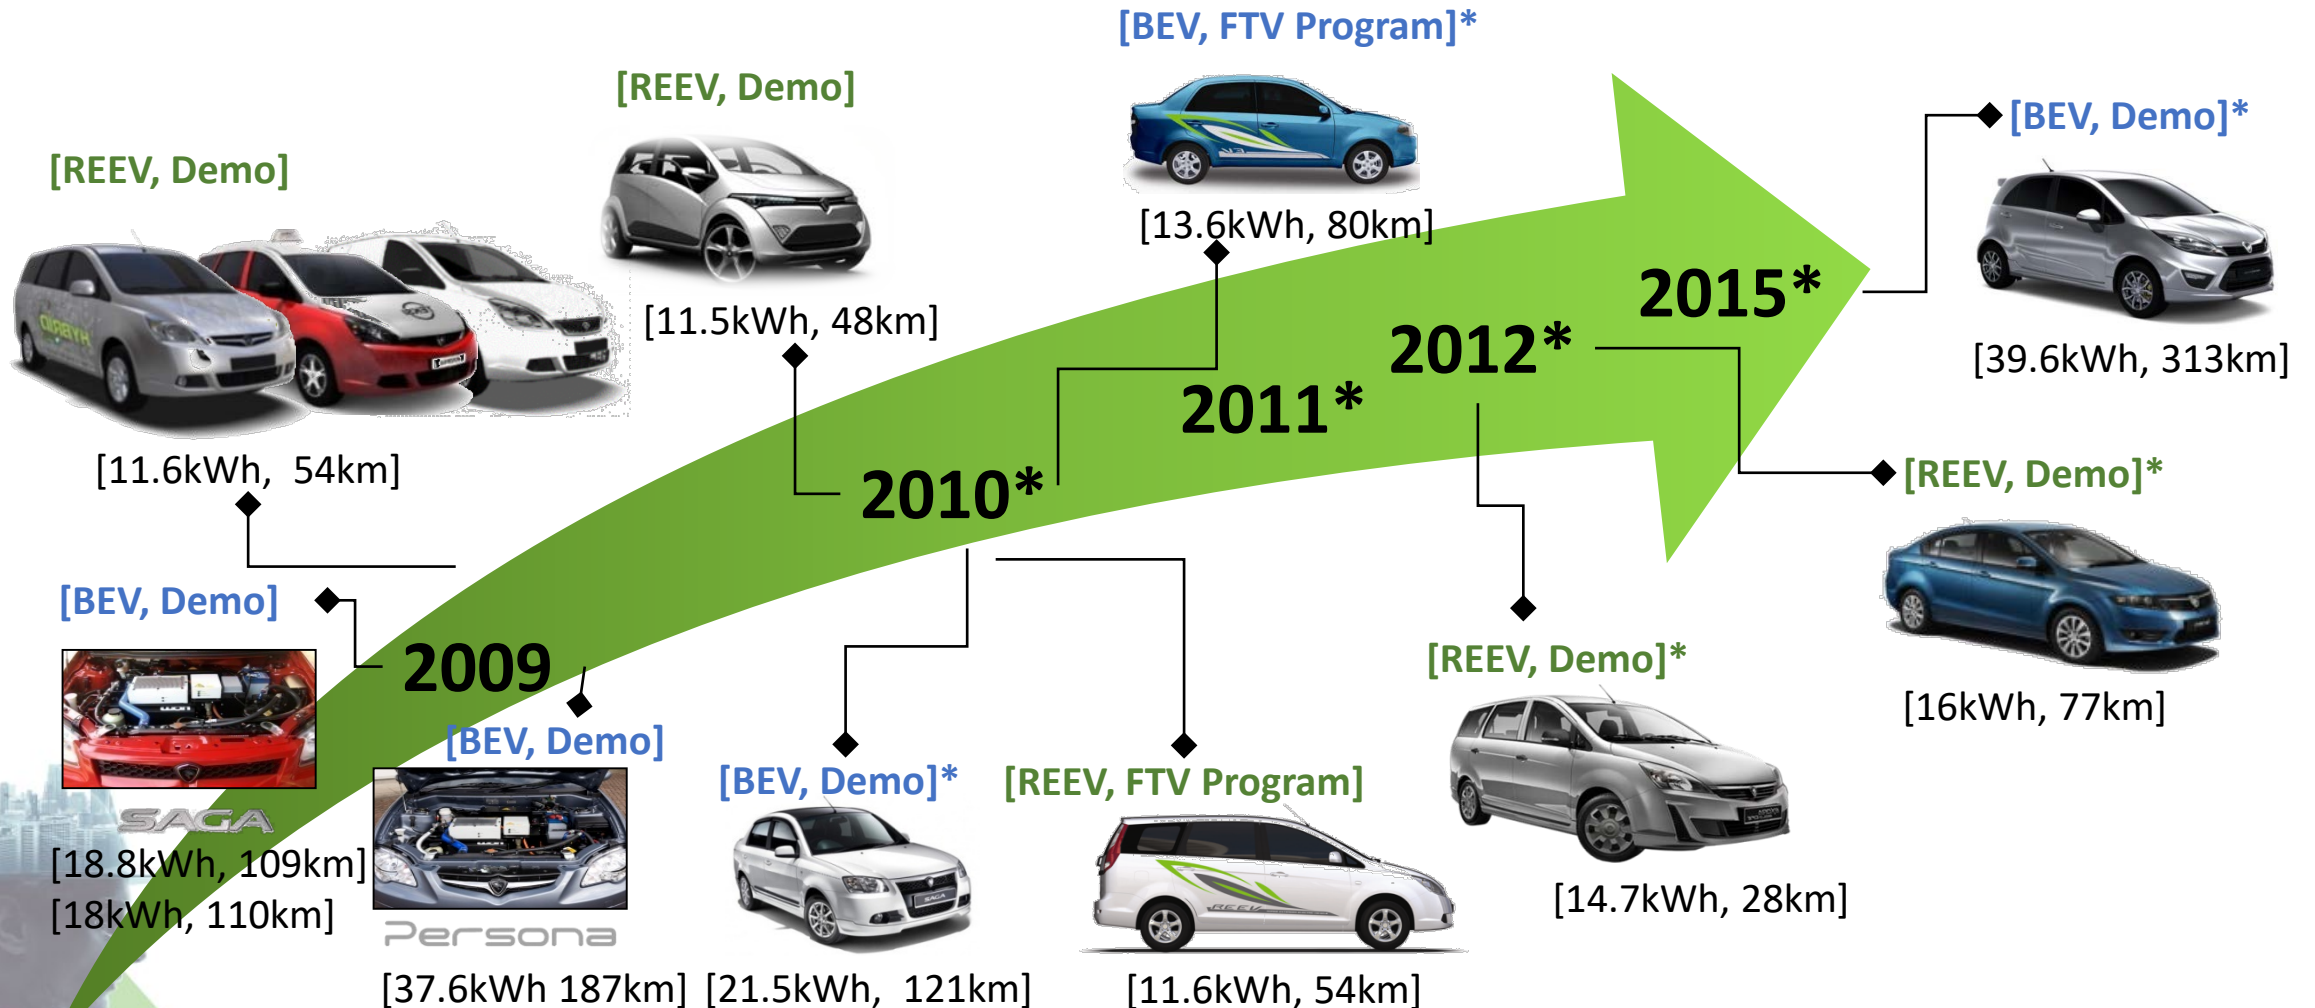 [BEV, FTV Program]*
[REEV, Demo]
[BEV, Demo]*
[REEV, Demo]
[13.6kWh, 80km]
2015*
[11.5kWh, 48km]
2012*
[39.6kWh, 313km]
2011*
[11.6kWh,  54km]
2010*
[REEV, Demo]*
[BEV, Demo]
2009
[REEV, Demo]*
[16kWh, 77km]
[BEV, Demo]
[BEV, Demo]*
[REEV, FTV Program]
SAGA
[18.8kWh, 109km]
[18kWh, 110km]
SAGA
REEV
[14.7kWh, 28km]
Persona
[37.6kWh 187km]
[21.5kWh,  121km]
[11.6kWh, 54km]